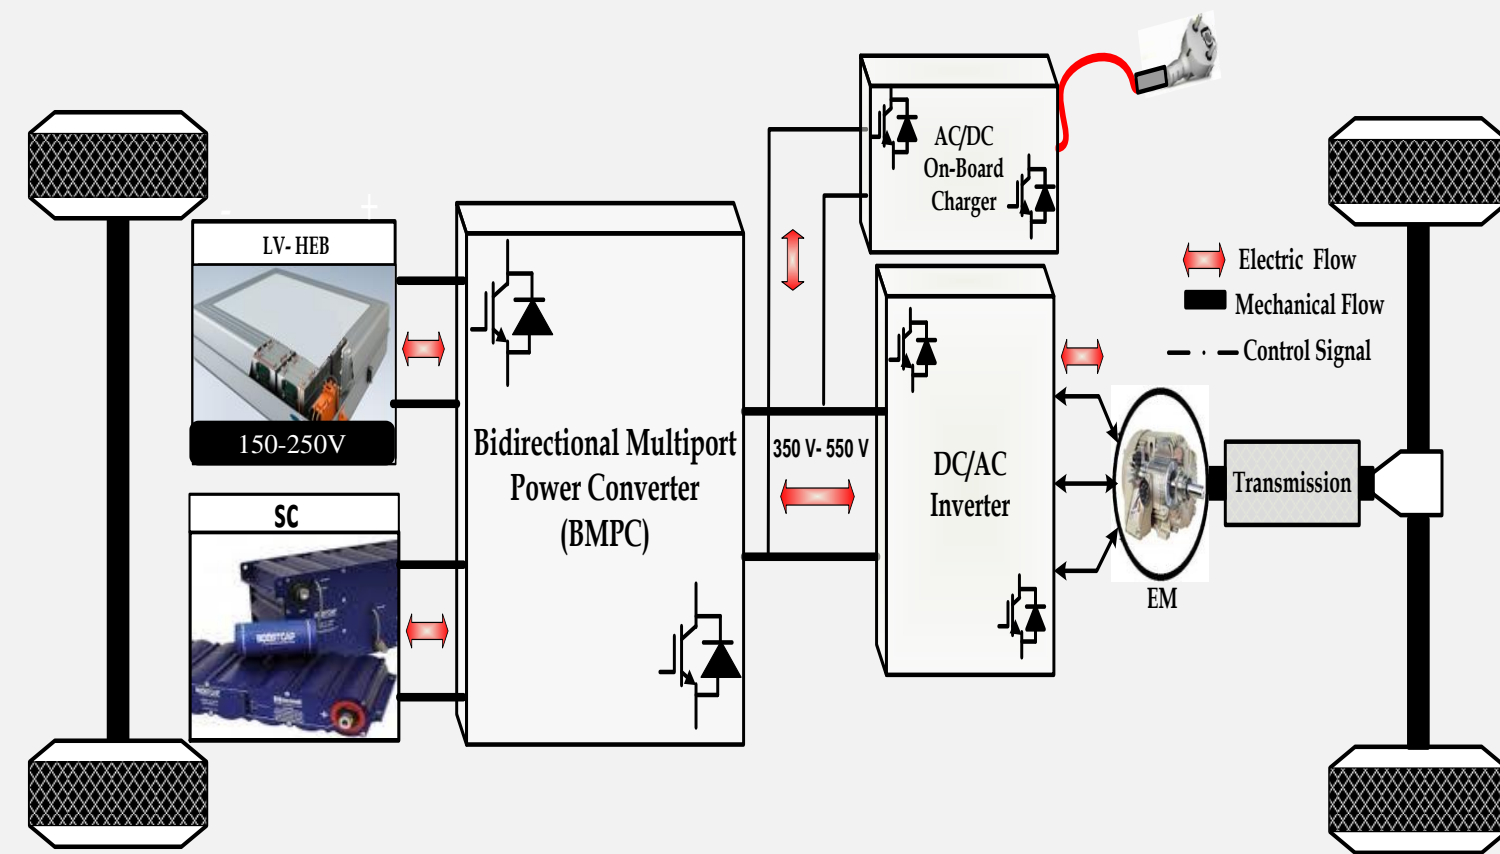 LV- HEB
150-250V
SC
BOOSTCAP
Bidirectional Multiport
Power Converter
(BMPC)
350 V- 550 V
AC/DC
On-Board
Charger
DC/AC
Inverter
EM
Transmission
Electric Flow
Mechanical Flow
Control Signal